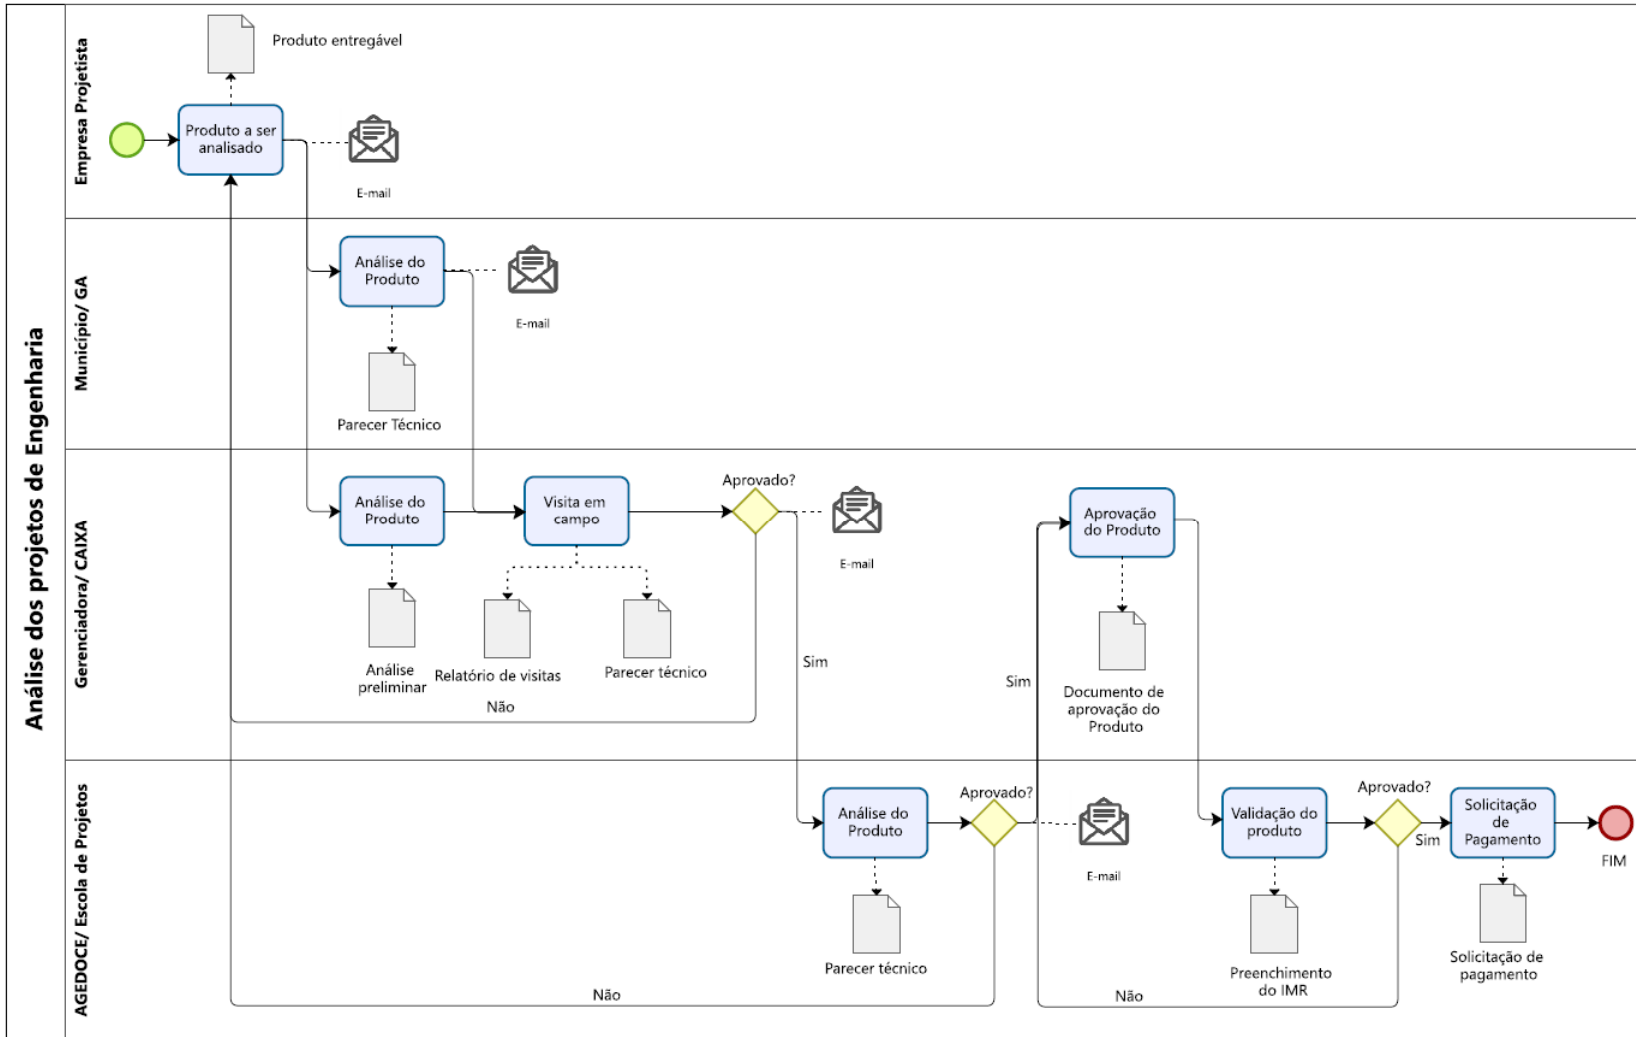 Análise dos projetos de Engenharia
Empresa Projetista
Produto entregável
Produto a ser
analisado
E-mail
Município/ GA
Análise do
Produto
E-mail
Parecer Técnico
Gerenciadora/ CAIXA
Análise do
Produto
Visita em
campo
Aprovado?
E-mail
Aprovação
do Produto
Análise
preliminar
Relatório de visitas
Parecer técnico
Sim
Sim
Documento de
aprovação do
Produto
Não
AGEDOCE/ Escola de Projetos
Análise do
Produto
Aprovado?
E-mail
Validação do
produto
Aprovado?
Sim
Solicitação
de
Pagamento
FIM
Parecer técnico
Preenchimento
do IMR
Solicitação de
pagamento
Não
Não